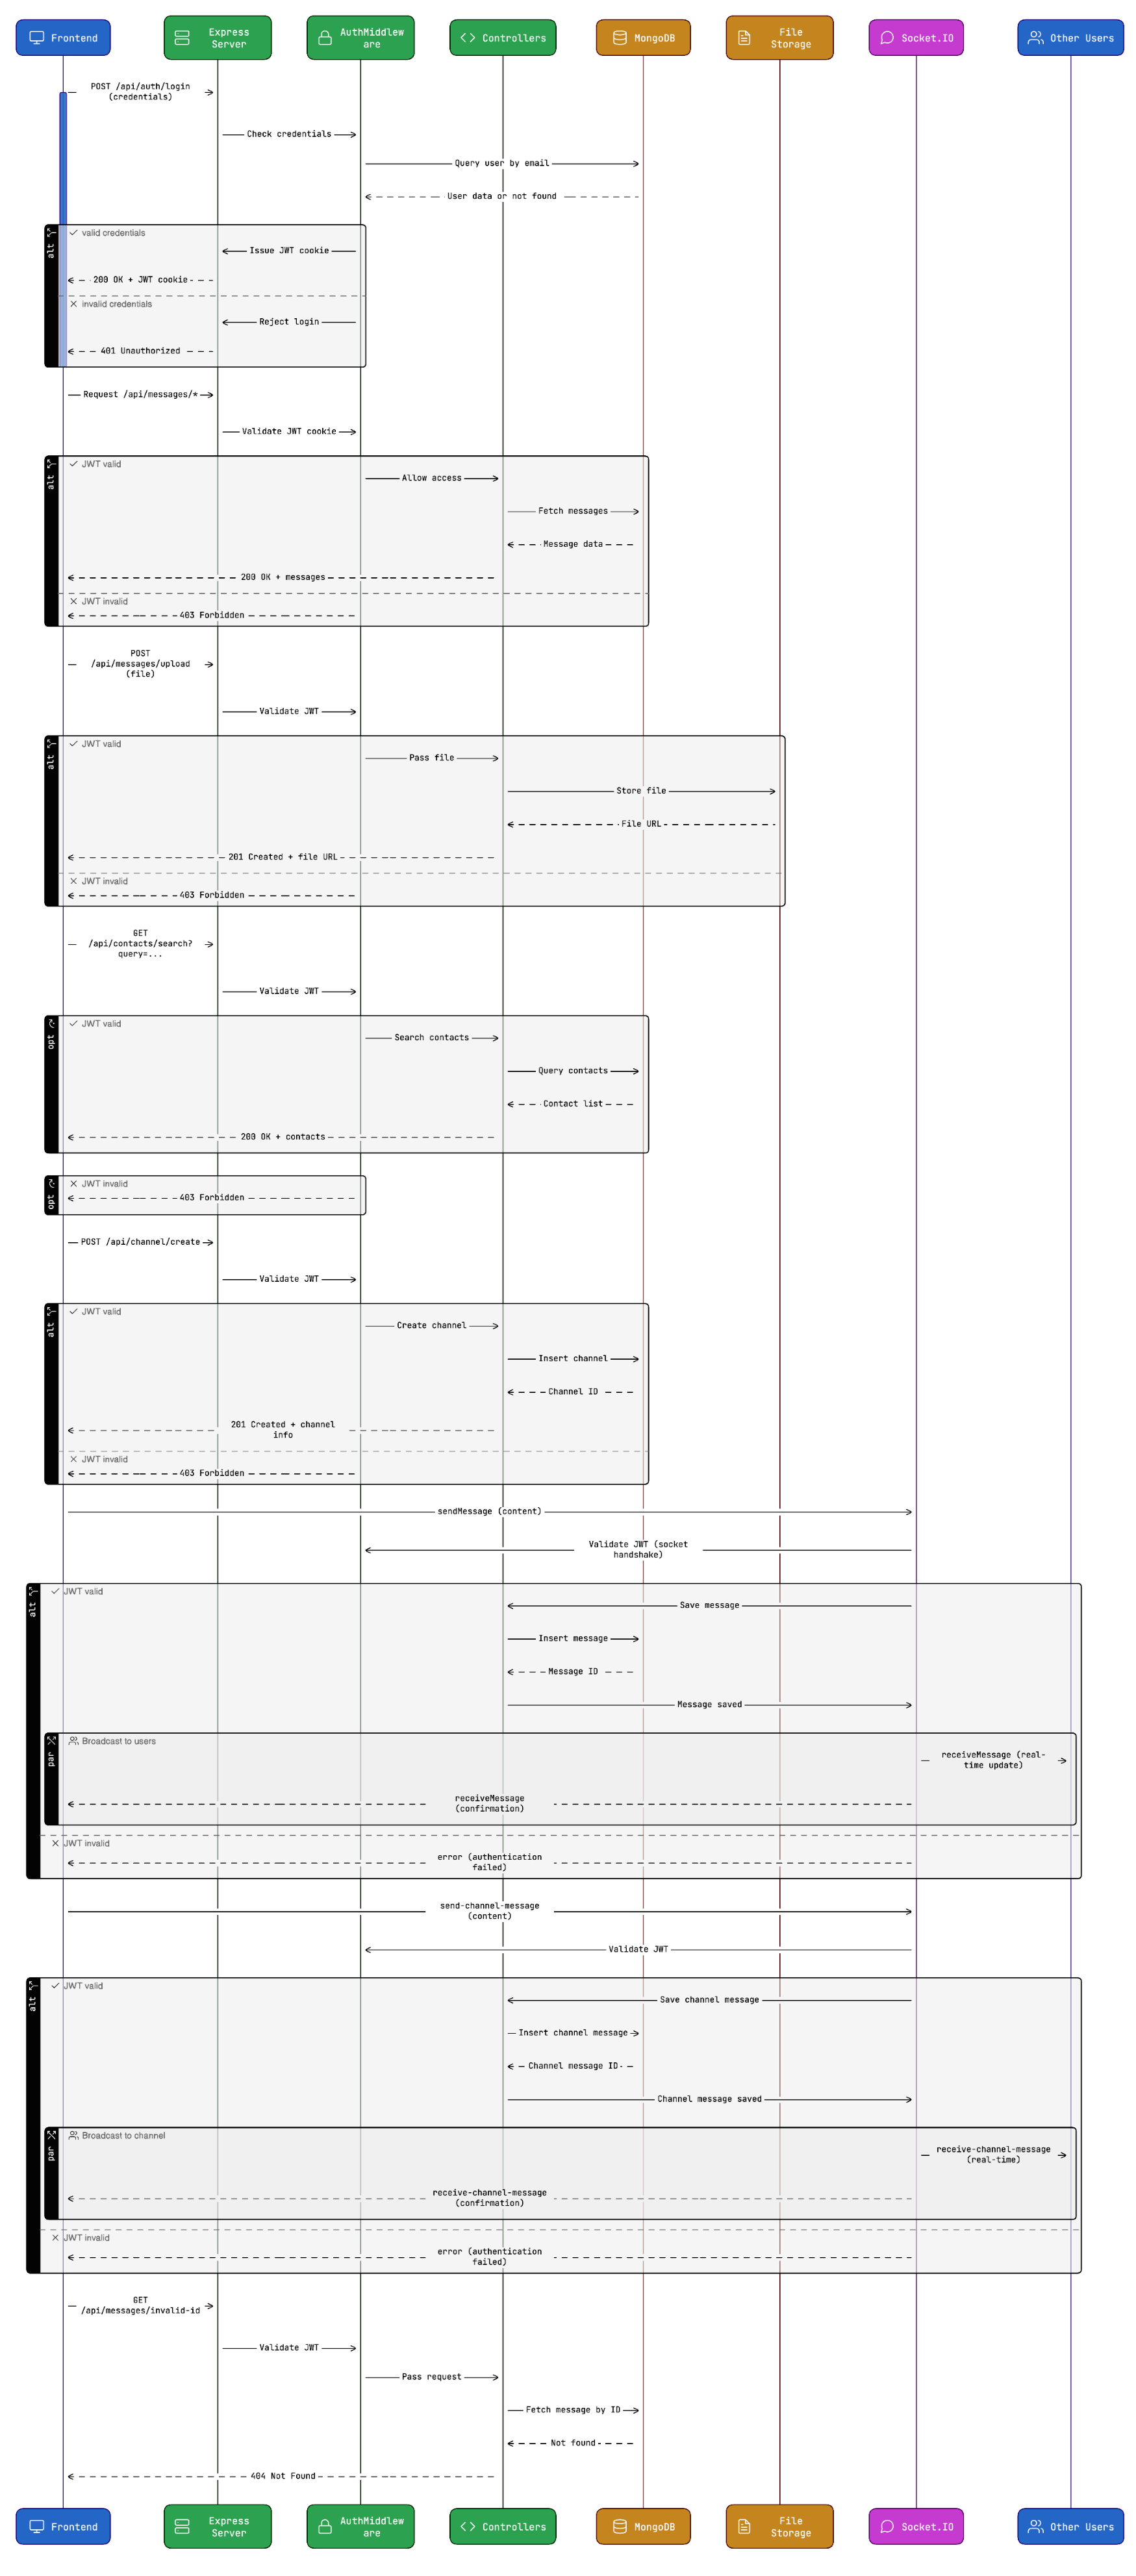 Frontend
Express
Server
AuthMiddlew
are
Controllers
MongoDB
File
Storage
Socket.IO
Other Users
POST /api/auth/login
(credentials)
Check credentials
Query user by email
User data or not found
alt
valid credentials
Issue JWT cookie
200 OK + JWT cookie
invalid credentials
Reject login
401 Unauthorized
Request /api/messages/*
Validate JWT cookie
alt
JWT valid
Allow access
Fetch messages
Message data
200 OK + messages
JWT invalid
403 Forbidden
POST
/api/messages/upload
(file)
Validate JWT
alt
JWT valid
Pass file
Store file
File URL
201 Created + file URL
JWT invalid
403 Forbidden
GET
/api/contacts/search?
query=...
Validate JWT
opt
JWT valid
Search contacts
Query contacts
Contact list
200 OK + contacts
opt
JWT invalid
403 Forbidden
POST /api/channel/create
Validate JWT
alt
JWT valid
Create channel
Insert channel
Channel ID
201 Created + channel
info
JWT invalid
403 Forbidden
sendMessage (content)
Validate JWT (socket
handshake)
alt
JWT valid
Save message
Insert message
Message ID
Message saved
par
Broadcast to users
receiveMessage (real-
time update)
receiveMessage
(confirmation)
JWT invalid
error (authentication
failed)
send-channel-message
(content)
Validate JWT
alt
JWT valid
Save channel message
Insert channel message
Channel message ID
Channel message saved
par
Broadcast to channel
receive-channel-message
(real-time)
receive-channel-message
(confirmation)
JWT invalid
error (authentication
failed)
GET
/api/messages/invalid-id
Validate JWT
Pass request
Fetch message by ID
Not found
404 Not Found
Frontend
Express
Server
AuthMiddlew
are
Controllers
MongoDB
File
Storage
Socket.IO
Other Users